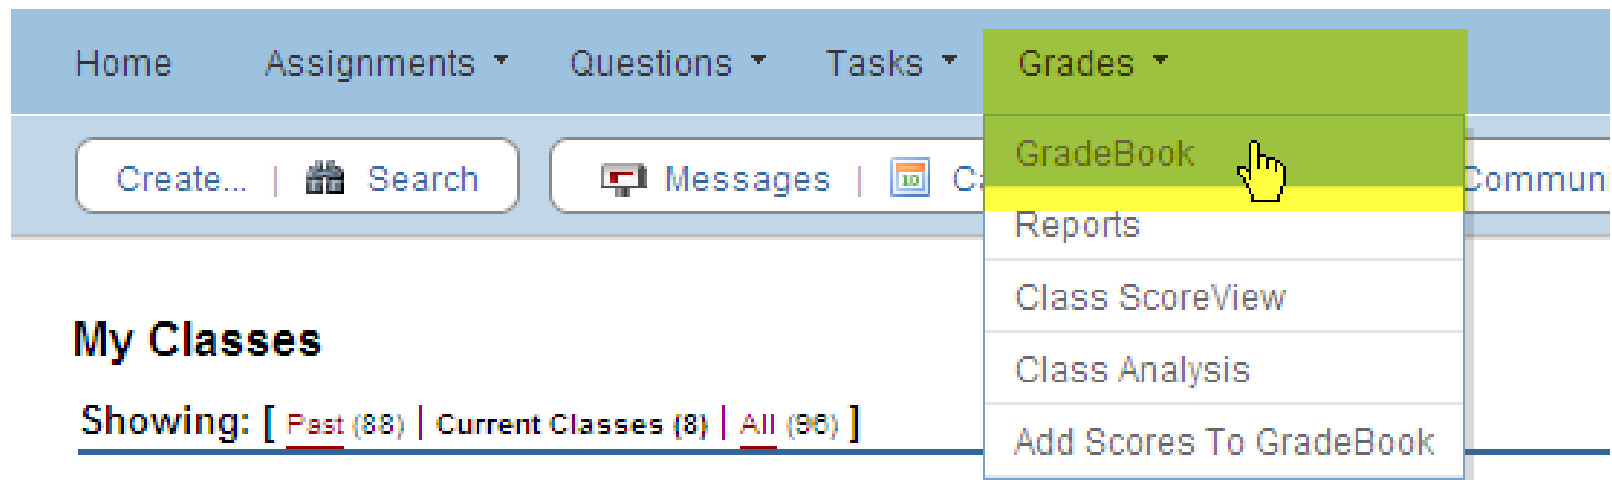 Home Assignments Questions Tasks Grades
Create... | Search Messages |
GradeBook
Reports
Class ScoreView
Class Analysis
Add Scores To GradeBook
My Classes
Showing: [ Past (88) | Current Classes (8) | All (96) ]